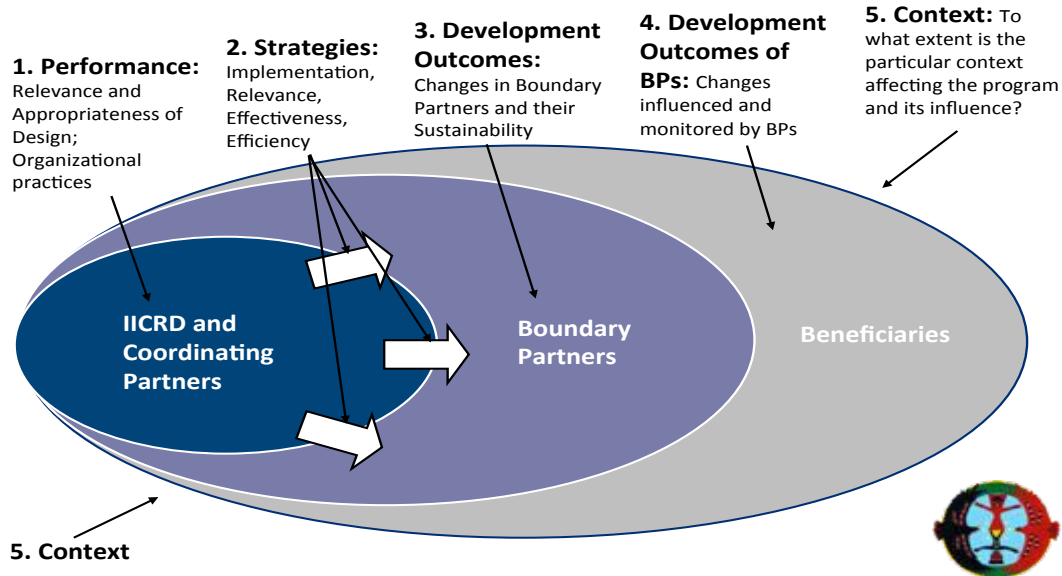 1. Performance:
Relevance and
Appropriateness of
Design;
Organizational
practices
2. Strategies:
Implementation,
Relevance,
Effectiveness,
Efficiency
3. Development
Outcomes:
Changes in Boundary
Partners and their
Sustainability
4. Development
Outcomes of
BPs: Changes
influenced and
monitored by BPs
5. Context: To
what extent is the
particular context
affecting the program
and its influence?
IICRD and
Coordinating
Partners
Boundary
Partners
Beneficiaries
5. Context